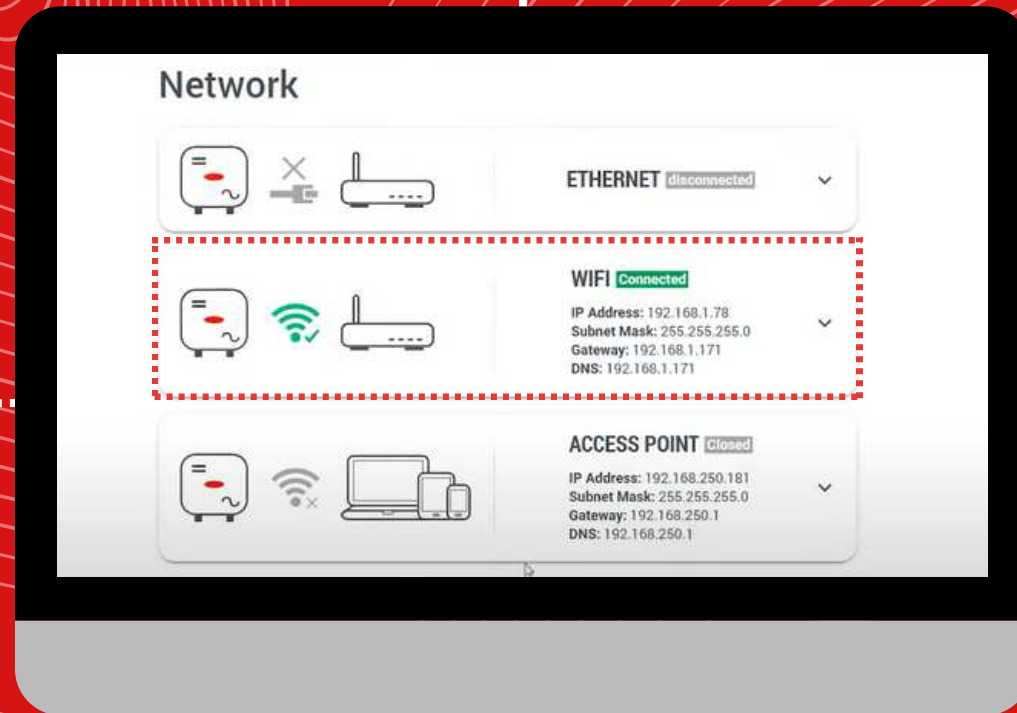 Network
ETHERNET disconnected
WIFI Connected
IP Address: 192.168.1.78
Subnet Mask: 255.255.255.0
Gateway: 192.168.1.171
DNS: 192.168.1.171
ACCESS POINT Closed
IP Address: 192.168.250.181
Subnet Mask: 255.255.255.0
Gateway: 192.168.250.1
DNS: 192.168.250.1